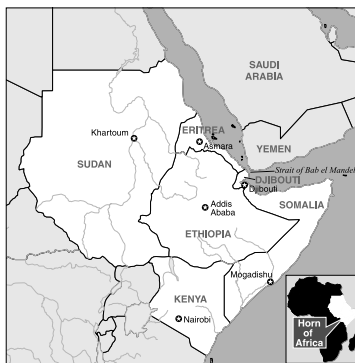 SAUDI
ARABIA
Khartoum
ERITREA
Asmara
YEMEN
SUDAN
Strait of Bab el Mandeb
DJIBOUTI
Djibouti
Addis
Ababa
SOMALIA
ETHIOPIA
Mogadishu
KENYA
Nairobi
Horn
of
Africa